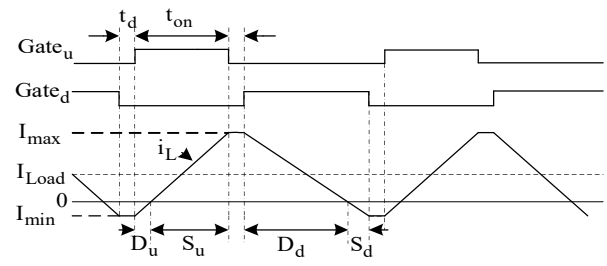 t_d t_on
Gate_u
Gate_d
I_max
i_L
I_Load
0
I_min
D_u S_u D_d S_d